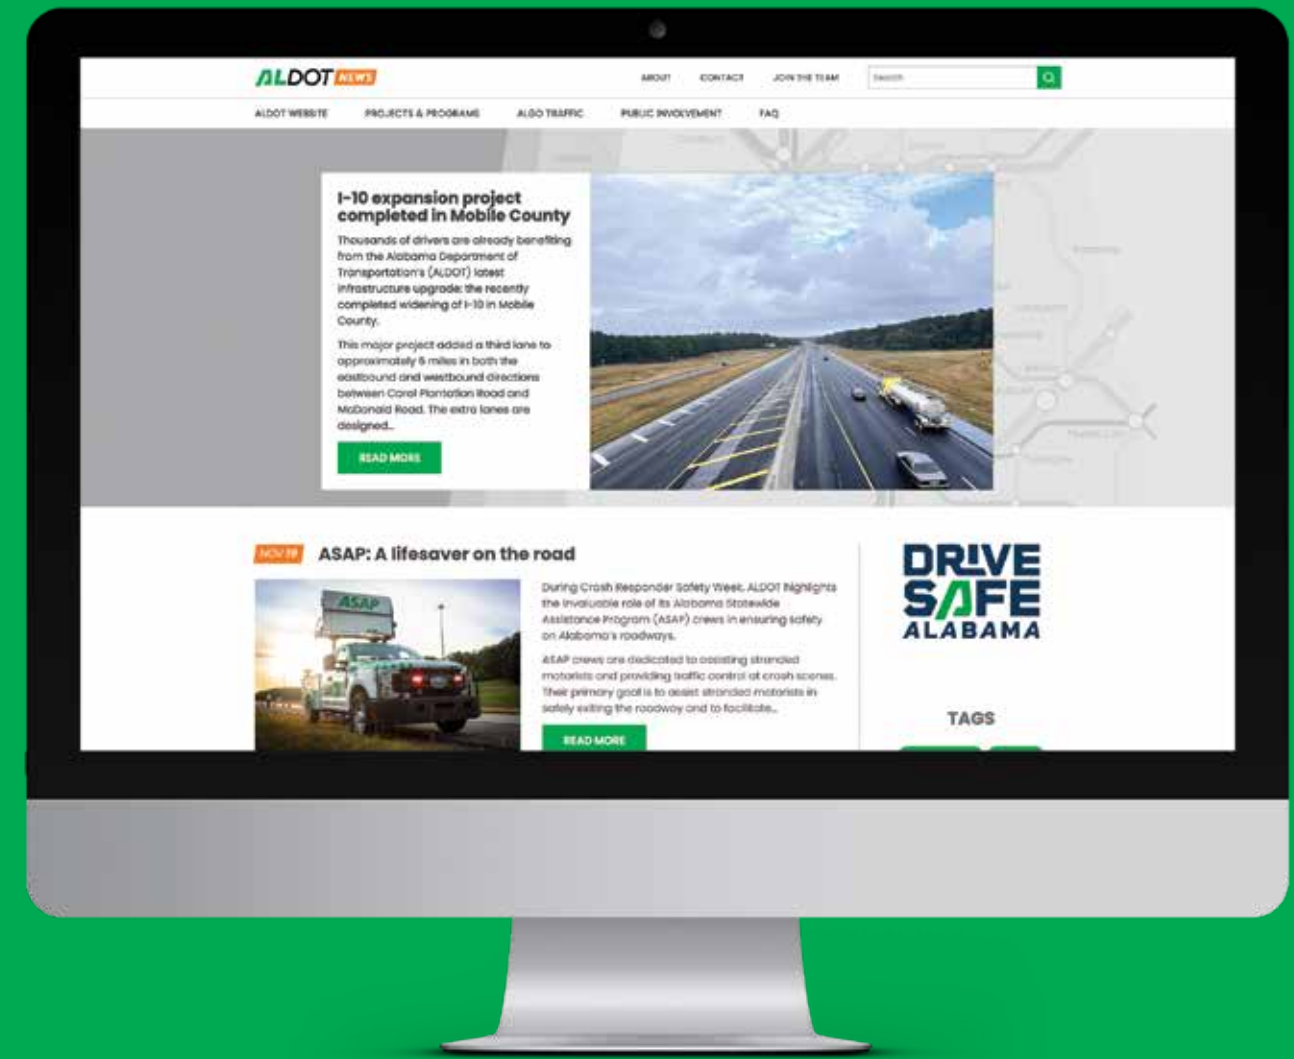 ALDOT NEWS
ABOUT CONTACT JOIN THE TEAM Search
ALDOT WEBSITE PROJECTS & PROGRAMS ALGO TRAFFIC PUBLIC INVOLVEMENT FAQ
I-10 expansion project
completed in Mobile County
Thousands of drivers are already benefiting
from the Alabama Department of
Transportation's (ALDOT) latest
infrastructure upgrade: the recently
completed widening of I-10 in Mobile
County.
This major project added a third lane to
approximately 6 miles in both the
eastbound and westbound directions
between Carol Plantation Road and
McDonald Road. The extra lanes are
designed...
READ MORE
NOV 19 ASAP: A lifesaver on the road
ASAP
During Crash Responder Safety Week, ALDOT highlights
the invaluable role of its Alabama Statewide
Assistance Program (ASAP) crews in ensuring safety
on Alabama's roadways.
ASAP crews are dedicated to assisting stranded
motorists and providing traffic control at crash scenes.
Their primary goal is to assist stranded motorists in
safely exiting the roadway and to facilitate...
READ MORE
DRIVE
SAFE
ALABAMA
TAGS